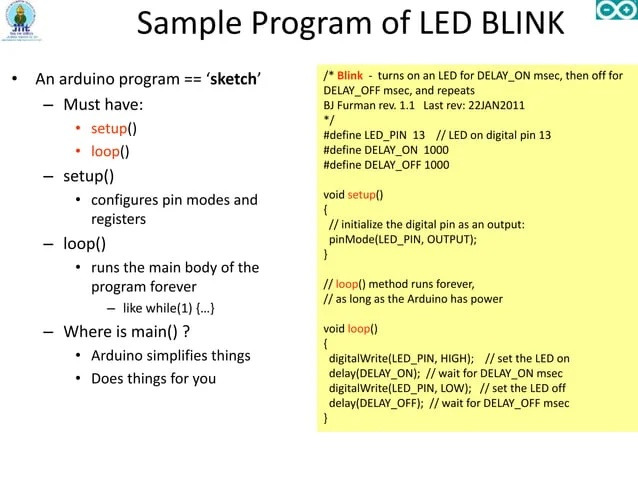 Sample Program of LED BLINK
• An arduino program == ‘sketch’
– Must have:
• setup()
• loop()
– setup()
• configures pin modes and
registers
– loop()
• runs the main body of the
program forever
– like while(1) {…}
– Where is main() ?
• Arduino simplifies things
• Does things for you
/* Blink - turns on an LED for DELAY_ON msec, then off for
DELAY_OFF msec, and repeats
BJ Furman rev. 1.1 Last rev: 22JAN2011
*/
#define LED_PIN 13 // LED on digital pin 13
#define DELAY_ON 1000
#define DELAY_OFF 1000
void setup()
{
// initialize the digital pin as an output:
pinMode(LED_PIN, OUTPUT);
}
// loop() method runs forever,
// as long as the Arduino has power
void loop()
{
digitalWrite(LED_PIN, HIGH); // set the LED on
delay(DELAY_ON); // wait for DELAY_ON msec
digitalWrite(LED_PIN, LOW); // set the LED off
delay(DELAY_OFF); // wait for DELAY_OFF msec
}